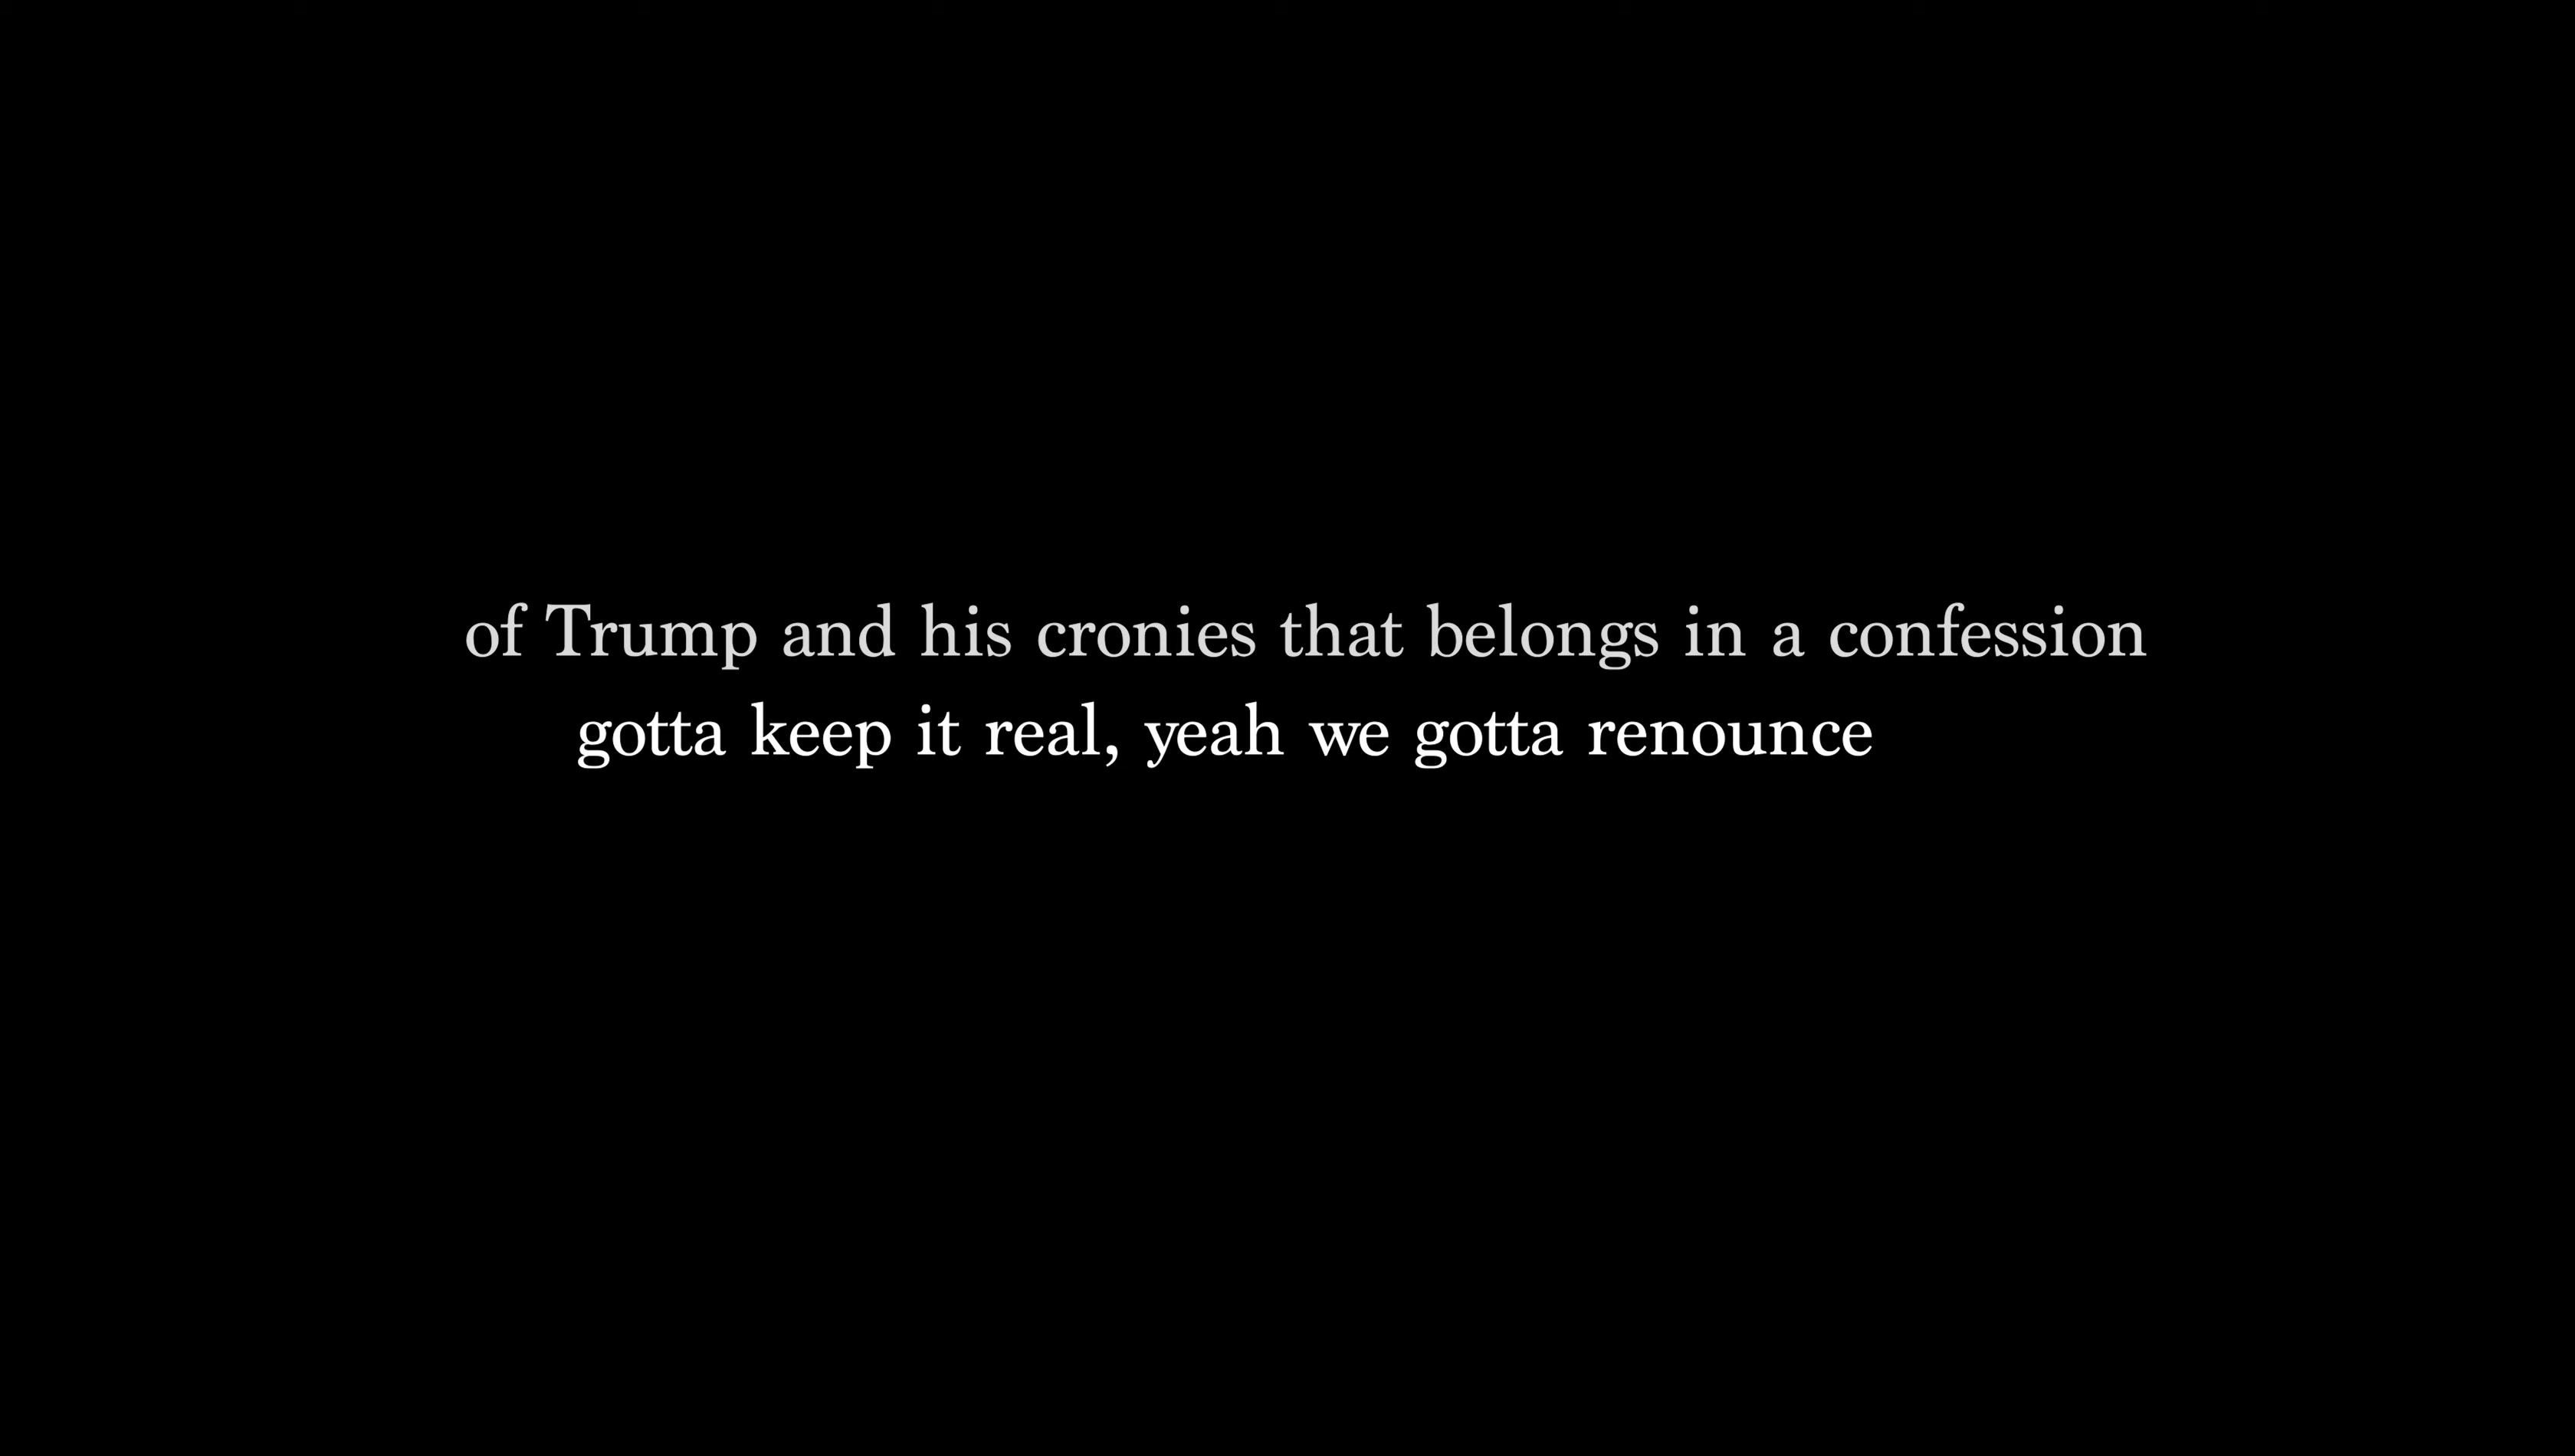 of Trump and his cronies that belongs in a confession
gotta keep it real, yeah we gotta renounce